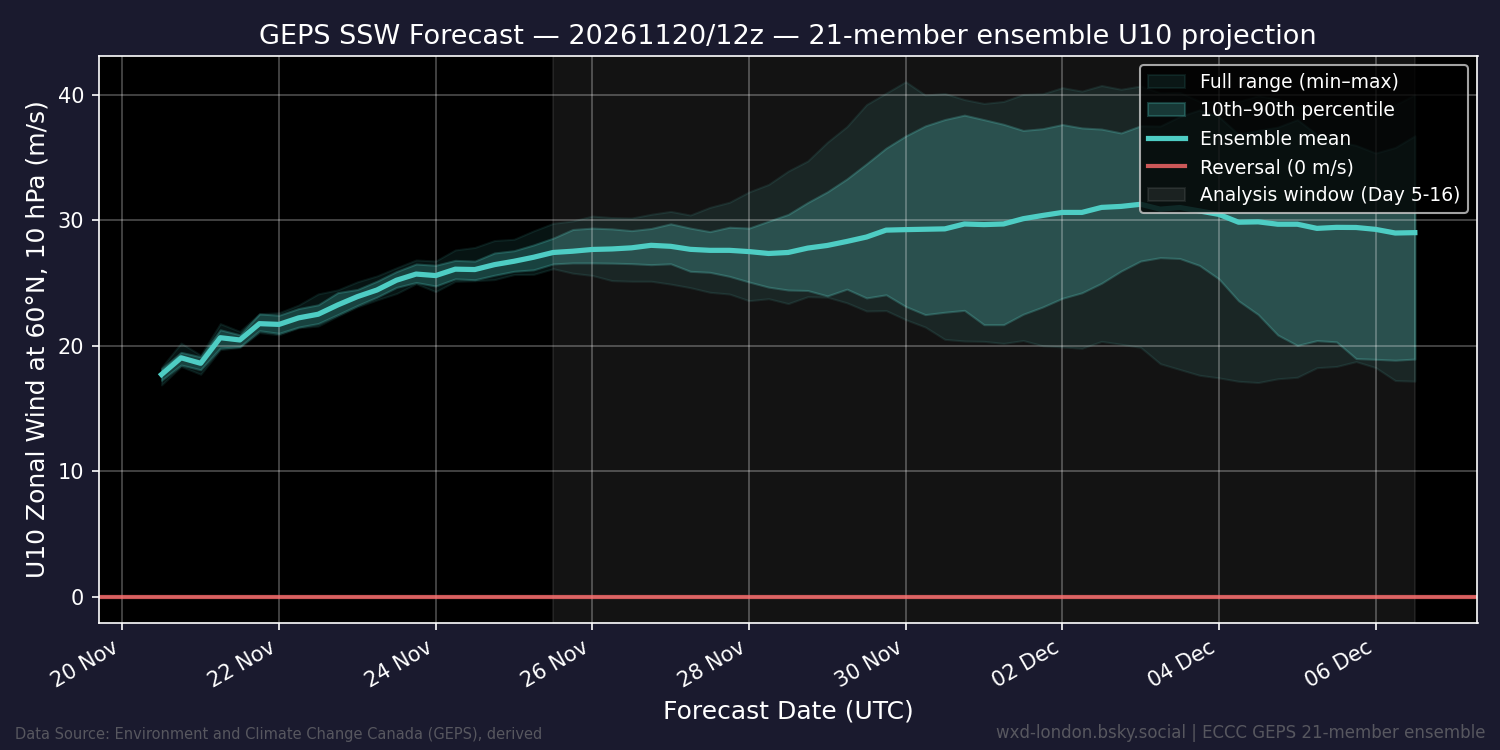 GEPS SSW Forecast — 20261120/12z — 21-member ensemble U10 projection
U10 Zonal Wind at 60°N, 10 hPa (m/s)
40
30
20
10
0
Full range (min–max)
10th–90th percentile
Ensemble mean
Reversal (0 m/s)
Analysis window (Day 5-16)
20 Nov
22 Nov
24 Nov
26 Nov
28 Nov
30 Nov
02 Dec
04 Dec
06 Dec
Forecast Date (UTC)
Data Source: Environment and Climate Change Canada (GEPS), derived
wxd-london.bsky.social | ECCC GEPS 21-member ensemble